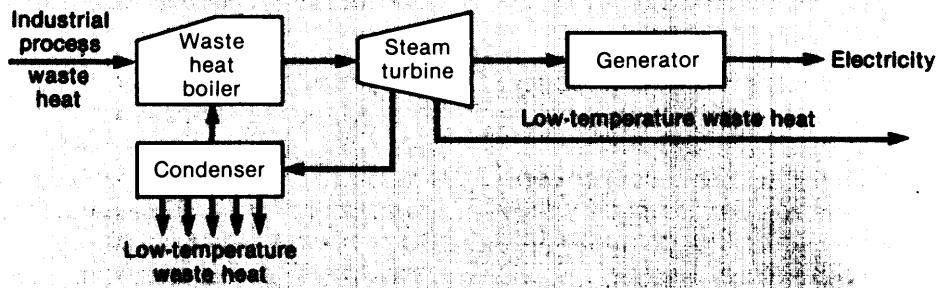 Industrial
process
waste
heat
Waste
heat
boiler
Steam
turbine
Generator
Electricity
Low-temperature waste heat
Condenser
Low-temperature
waste heat